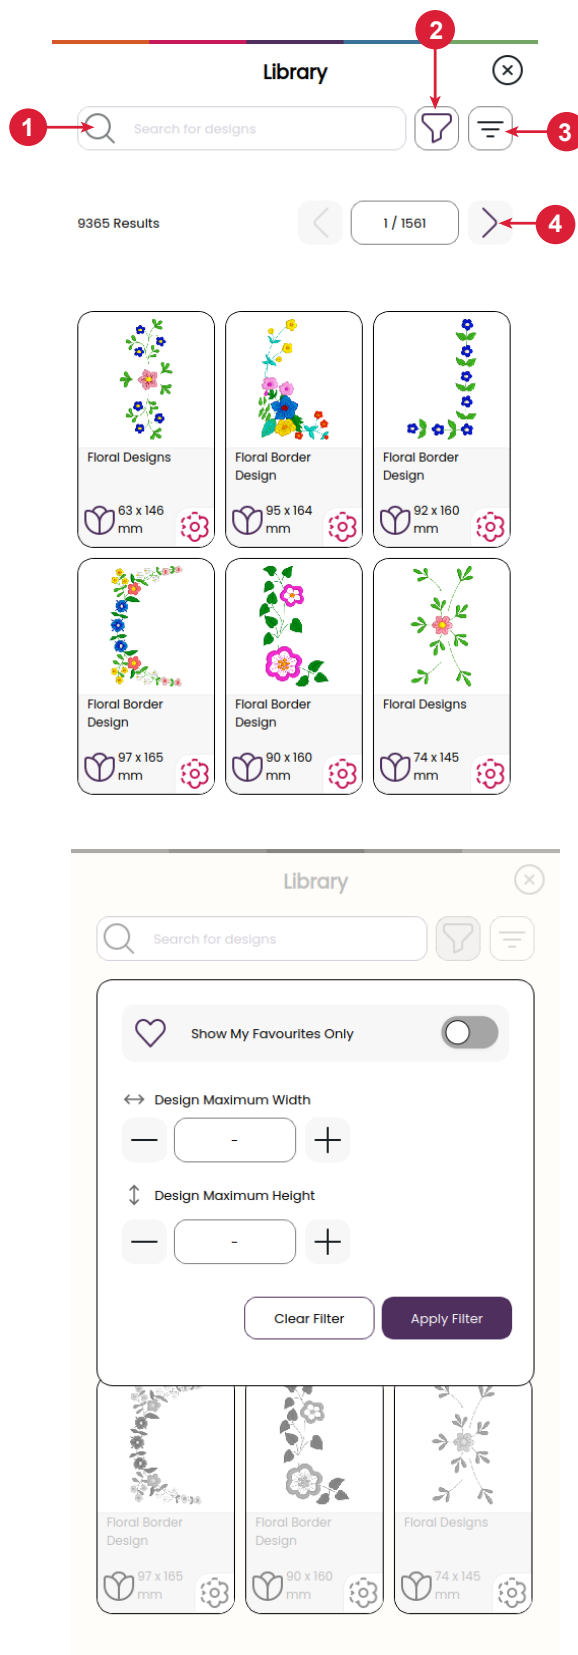 2
Library
1
Search for designs
3
9365 Results
1 / 1561
4
Floral Designs
63 x 146
mm
Floral Border
Design
95 x 164
mm
Floral Border
Design
92 x 160
mm
Floral Border
Design
97 x 165
mm
Floral Border
Design
90 x 160
mm
Floral Designs
74 x 145
mm
Library
Search for designs
Show My Favourites Only
Design Maximum Width
-
Design Maximum Height
-
Clear Filter
Apply Filter
Floral Border
Design
97 x 165
mm
Floral Border
Design
90 x 160
mm
Floral Designs
74 x 145
mm